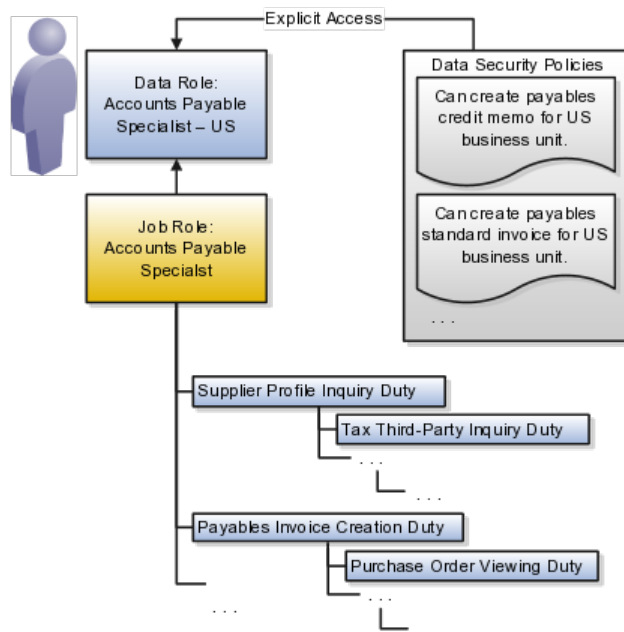 Explicit Access
Data Role:
Accounts Payable
Specialist – US
Data Security Policies
Can create payables
credit memo for US
business unit.
Job Role:
Accounts Payable
Specialst
Can create payables
standard invoice for US
business unit.
. . .
Supplier Profile Inquiry Duty
Tax Third-Party Inquiry Duty
. . .
. . .
Payables Invoice Creation Duty
Purchase Order Viewing Duty
. . .
. . .